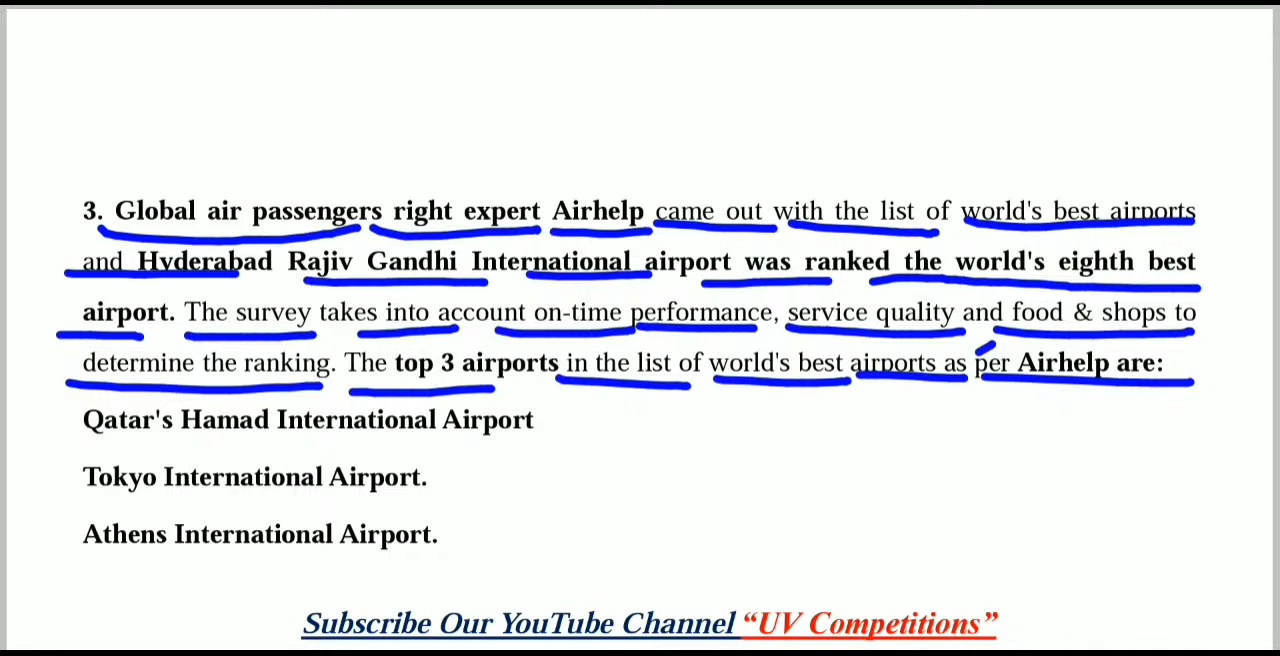 3. Global air passengers right expert Airhelp came out with the list of world's best airports
and Hyderabad Rajiv Gandhi International airport was ranked the world's eighth best
airport. The survey takes into account on-time performance, service quality and food & shops to
determine the ranking. The top 3 airports in the list of world's best airports as per Airhelp are:
Qatar's Hamad International Airport
Tokyo International Airport.
Athens International Airport.
Subscribe Our YouTube Channel “UV Competitions”